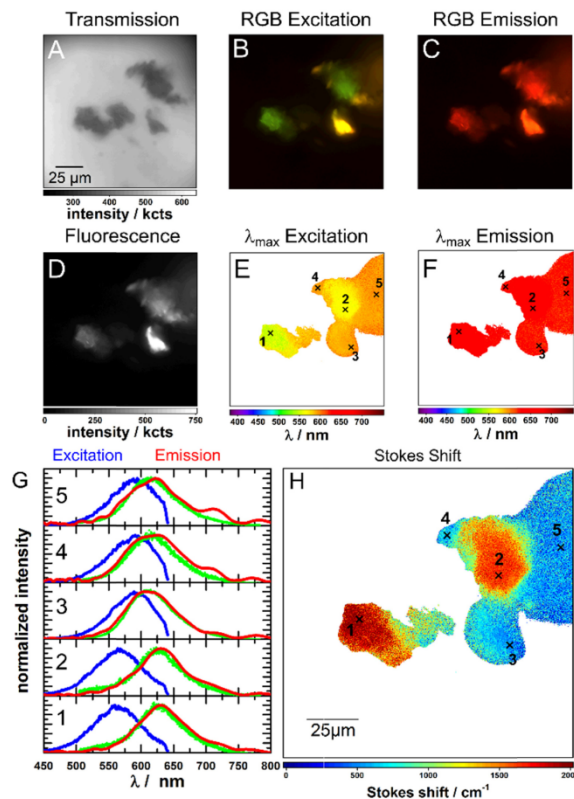 Transmission
RGB Excitation
RGB Emission
A
B
C
25 µm
300 400 500 600
intensity / kcts
Fluorescence
λmax Excitation
λmax Emission
D
E
F
4
5
2
1
3
4
5
2
1
3
0 250 500 750
intensity / kcts
400 450 500 550 600 650 700
λ / nm
400 450 500 550 600 650 700
λ / nm
G
Excitation
Emission
Stokes Shift
5
4
3
2
1
normalized intensity
450 500 550 600 650 700 750 800
λ / nm
H
4
5
2
1
3
25µm
0 500 1000 1500 200
Stokes shift / cm⁻¹